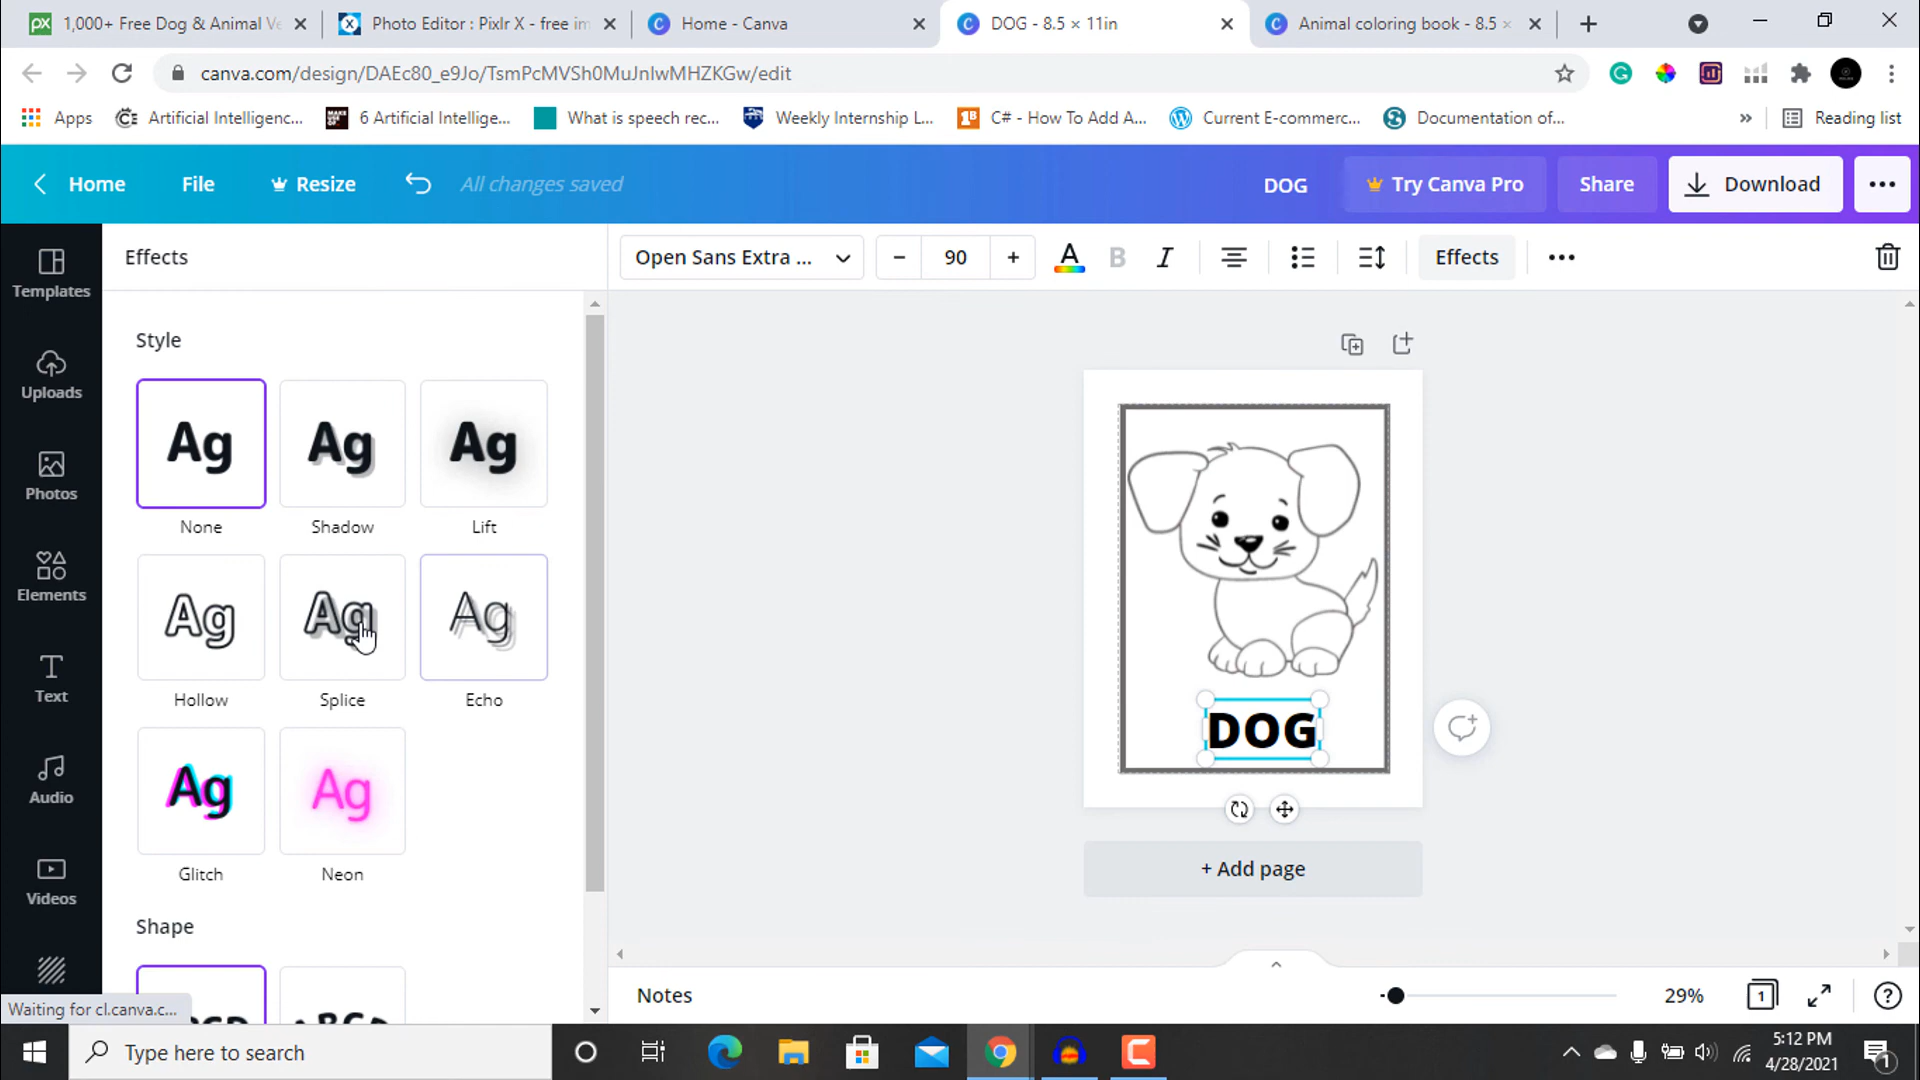 1,000+ Free Dog & Animal Ve
Photo Editor : Pixlr X - free im
Home - Canva
DOG - 8.5 × 11in
Animal coloring book - 8.5 ×
canva.com/design/DAEc80_e9Jo/TsmPcMVSh0MuJnIwMHZKGw/edit
Apps
Artificial Intelligenc...
6 Artificial Intellige...
What is speech rec...
Weekly Internship L...
C# - How To Add A...
Current E-commerc...
Documentation of...
Reading list
Home
File
Resize
All changes saved
DOG
Try Canva Pro
Share
Download
Templates
Uploads
Photos
Elements
Text
Audio
Videos
Effects
Open Sans Extra ...
90
A
B
I
Effects
Style
Ag
Ag
Ag
None
Shadow
Lift
Ag
Ag
Ag
Hollow
Splice
Echo
Ag
Ag
Glitch
Neon
Shape
DOG
+ Add page
Notes
29%
1
Waiting for cl.canva.c...
Type here to search
5:12 PM
4/28/2021
1